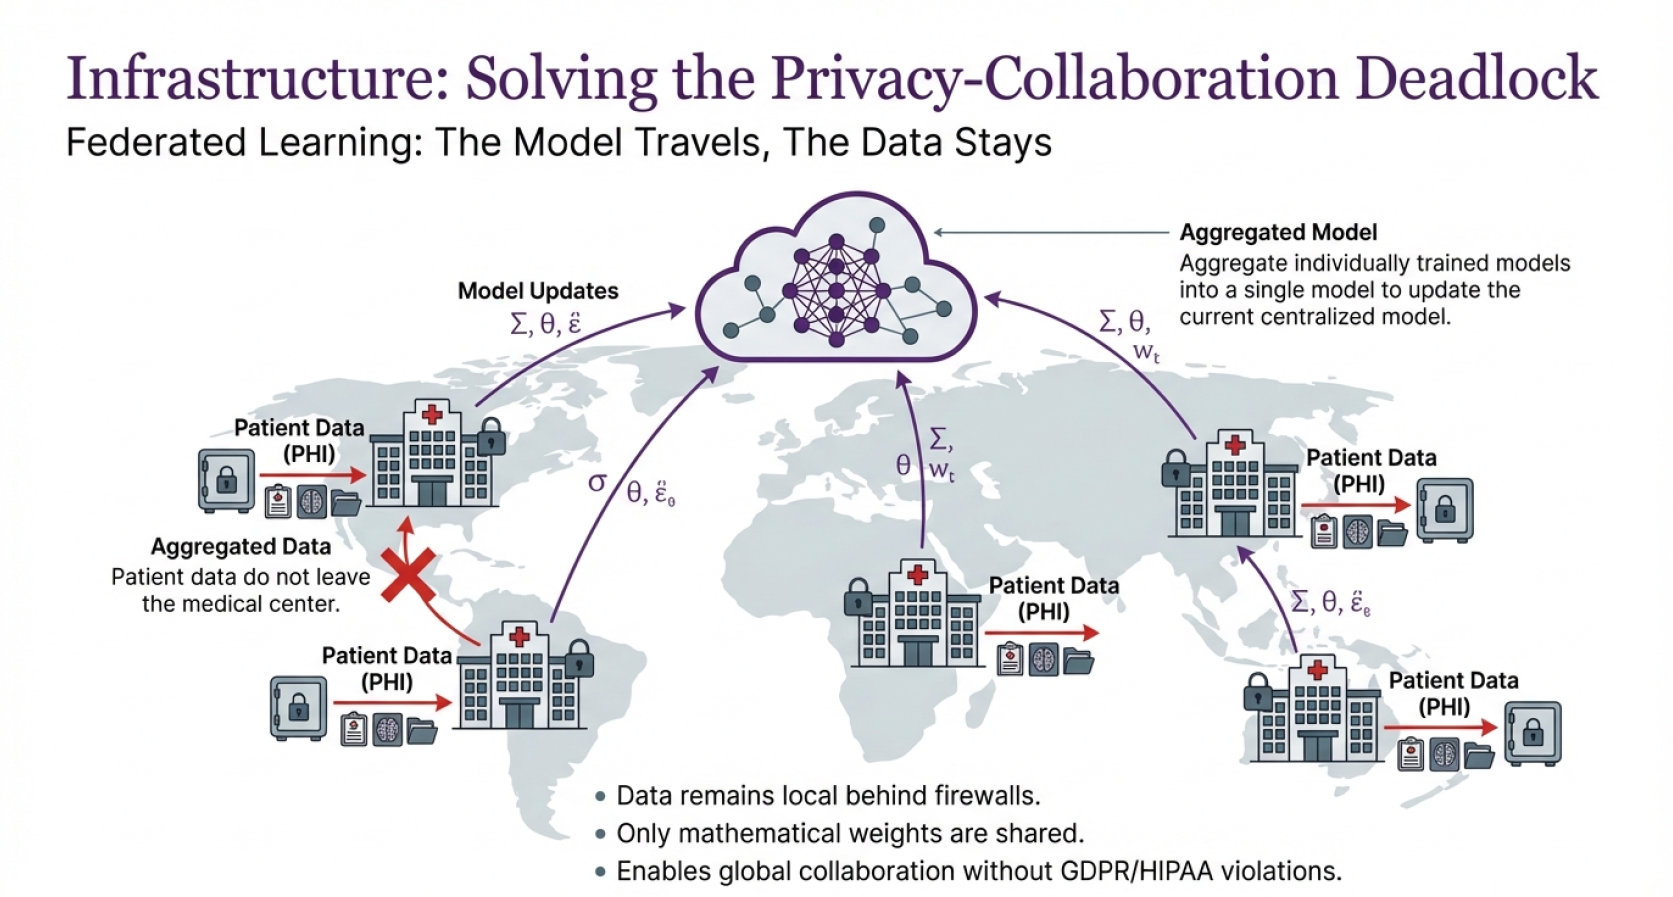 Infrastructure: Solving the Privacy-Collaboration Deadlock
Federated Learning: The Model Travels, The Data Stays
Aggregated Model
Aggregate individually trained models
into a single model to update the
current centralized model.
Model Updates
Σ, θ, ε̈
Σ, θ,
wₜ
Patient Data
(PHI)
σ
θ, ε̈₀
Σ,
θ wₜ
Patient Data
(PHI)
Aggregated Data
Patient data do not leave
the medical center.
Patient Data
(PHI)
Σ, θ, ε̈
Patient Data
(PHI)
Patient Data
(PHI)
• Data remains local behind firewalls.
• Only mathematical weights are shared.
• Enables global collaboration without GDPR/HIPAA violations.